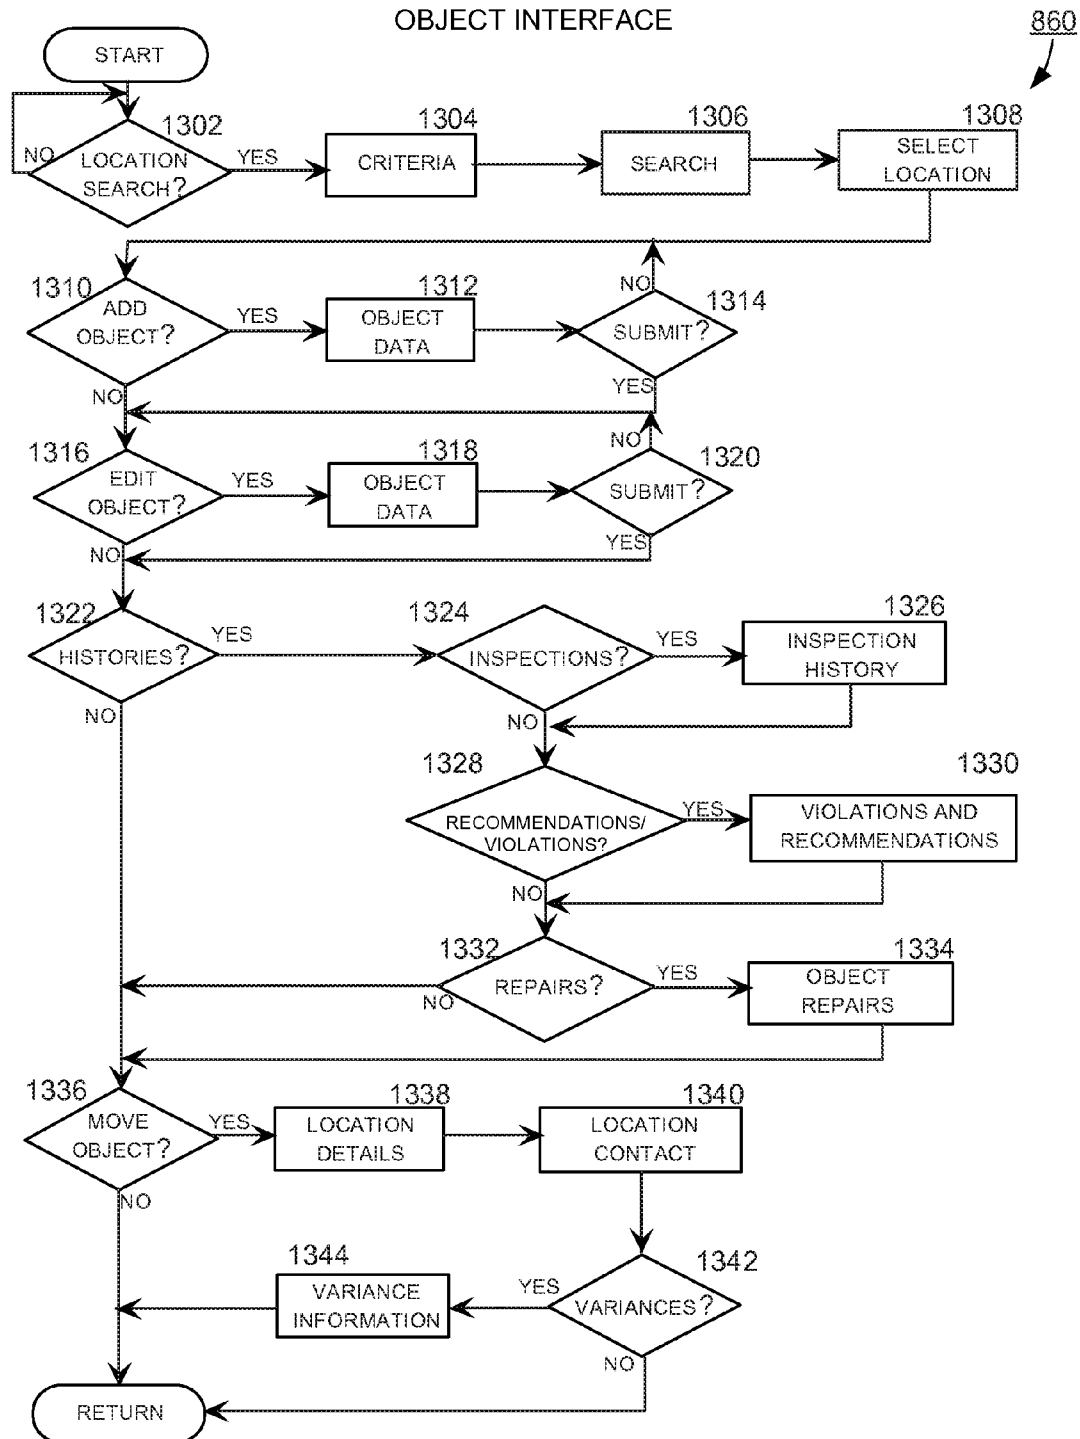 OBJECT INTERFACE
860
START
1302
1304
1306
1308
NO
LOCATION
SEARCH?
YES
CRITERIA
SEARCH
SELECT
LOCATION
1310
ADD
OBJECT?
YES
1312
OBJECT
DATA
NO
1314
SUBMIT?
YES
NO
1316
EDIT
OBJECT?
YES
1318
OBJECT
DATA
NO
1320
SUBMIT?
YES
NO
1322
HISTORIES?
YES
1324
INSPECTIONS?
YES
1326
INSPECTION
HISTORY
NO
NO
1328
RECOMMENDATIONS/
VIOLATIONS?
YES
1330
VIOLATIONS AND
RECOMMENDATIONS
NO
1332
REPAIRS?
NO
YES
1334
OBJECT
REPAIRS
1336
MOVE
OBJECT?
YES
1338
LOCATION
DETAILS
1340
LOCATION
CONTACT
NO
1344
VARIANCE
INFORMATION
YES
1342
VARIANCES?
NO
RETURN